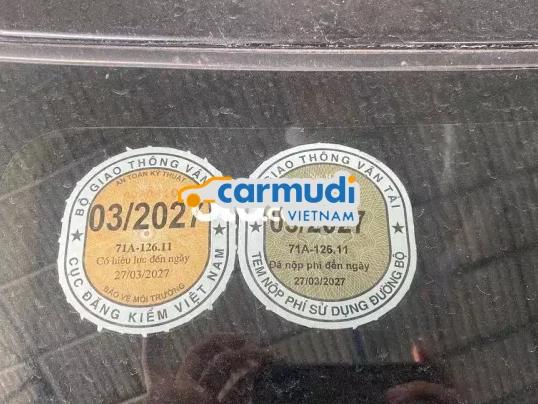 BỘ GIAO THÔNG VẬN
AN TOÀN KỸ THUẬT
03/2027
71A-126.11
Có hiệu lực đến ngày
27/03/2027
BẢO VỆ MÔI TRƯỜNG
CỤC ĐĂNG KIỂM VIỆT NAM
carmudi
VIETNAM
GIAO THÔNG VẬN TẢI
03/2027
71A-126.11
Đã nộp phí đến ngày
27/03/2027
TEM NỘP PHÍ SỬ DỤNG ĐƯỜNG BỘ